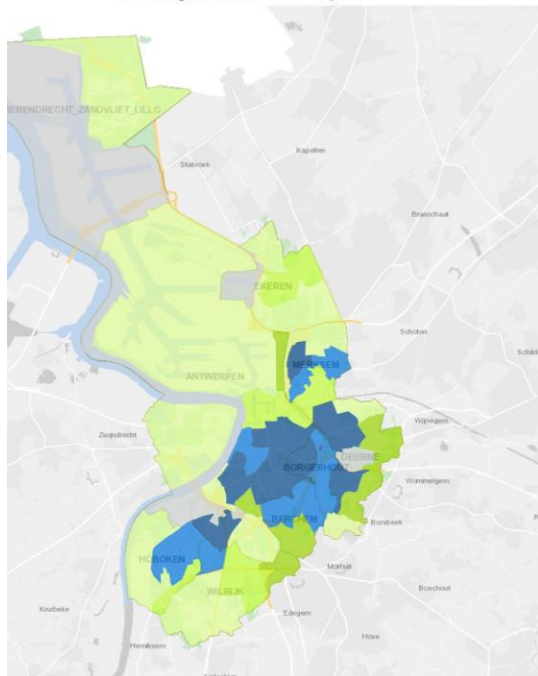 BERENDRECHT_ZANDVLIET_LILLO
Stabroek
Kapellen
Brasschaat
EKEREN
Schoten
MERKSEM
ANTWERPEN
Wijnegem
Zwijndrecht
DEURNE
BORGERHOUT
Wommelgem
BERCHEM
Borsbeek
HOBOKEN
Mortsel
WILRIJK
Boechout
Edegem
Kruibeke
Hove
Hemiksem